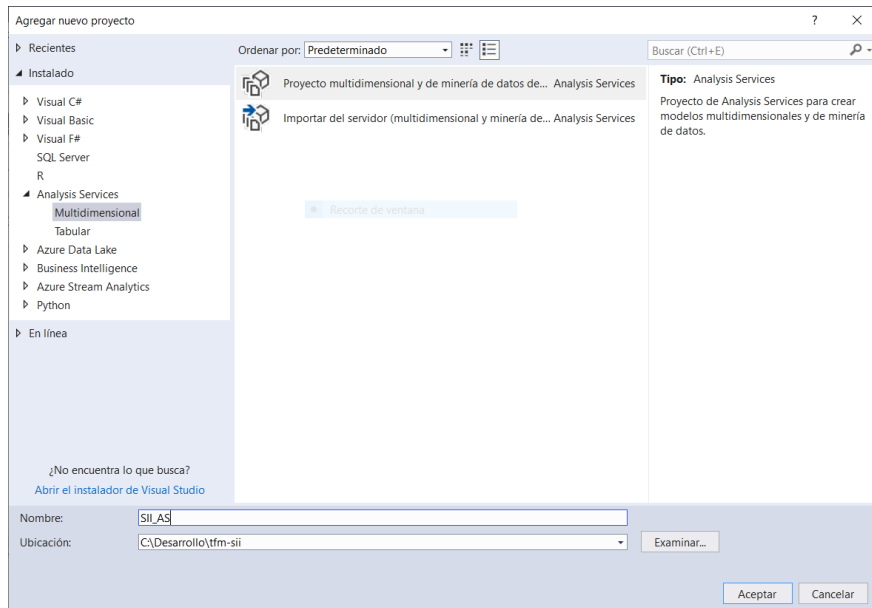 Agregar nuevo proyecto
?
Recientes
Instalado
Visual C#
Visual Basic
Visual F#
SQL Server
R
Analysis Services
Multidimensional
Tabular
Azure Data Lake
Business Intelligence
Azure Stream Analytics
Python
En línea
¿No encuentra lo que busca?
Abrir el instalador de Visual Studio
Ordenar por: Predeterminado
Proyecto multidimensional y de minería de datos de... Analysis Services
Importar del servidor (multidimensional y minería de... Analysis Services
Recorte de ventana
Buscar (Ctrl+E)
Tipo: Analysis Services
Proyecto de Analysis Services para crear
modelos multidimensionales y de minería
de datos.
Nombre: SII_AS
Ubicación: C:\Desarrollo\tfm-sii
Examinar...
Aceptar Cancelar